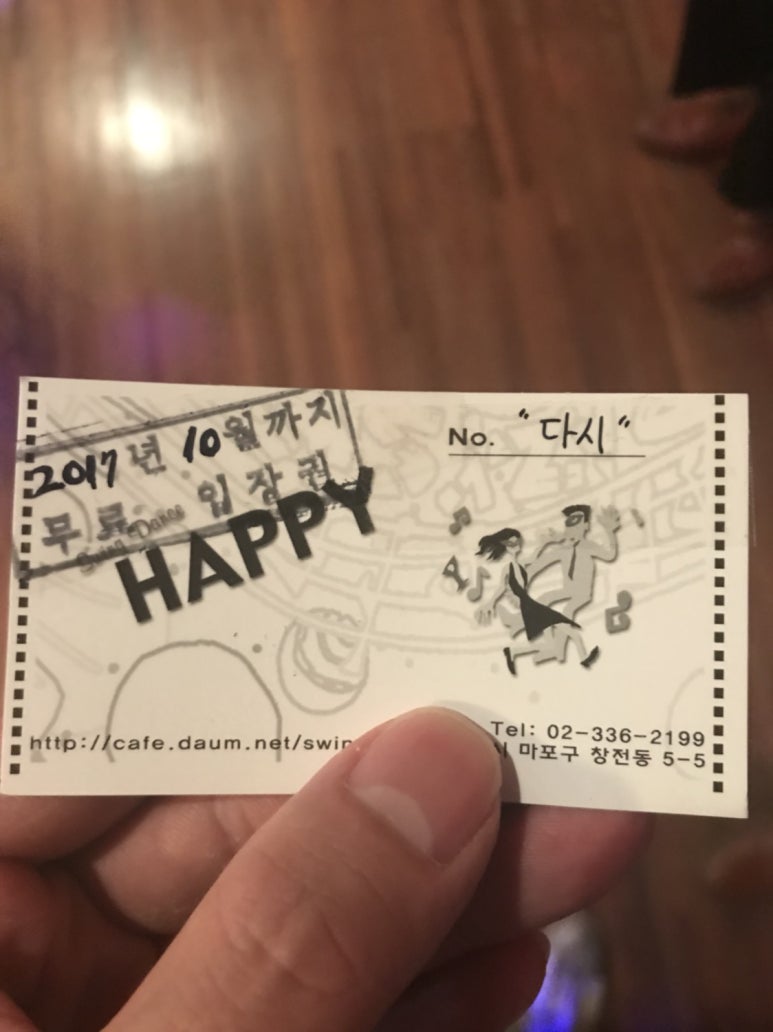 2017년 10월까지
무료 입장권
Swing Dance
HAPPY
No. "다시"
http://cafe.daum.net/swin
Tel: 02-336-2199
시 마포구 창전동 5-5